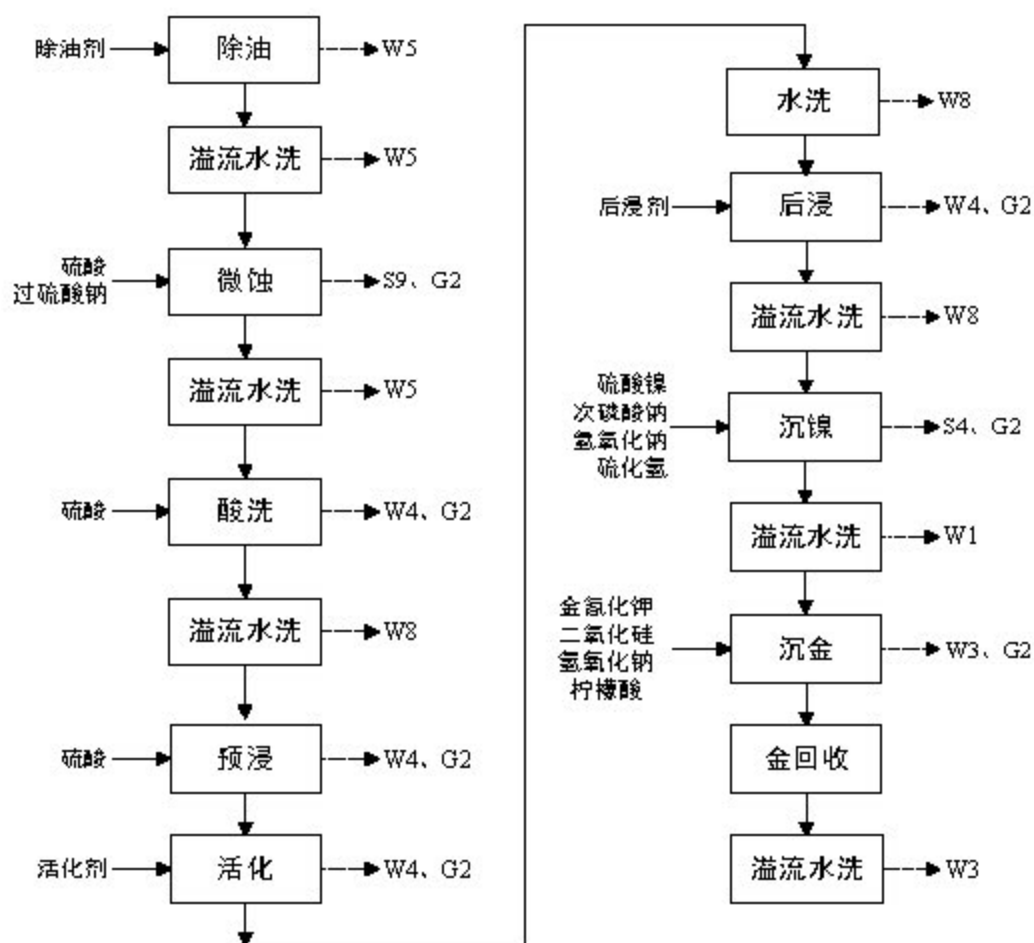 除油剂
除油
W5
溢流水洗
W5
硫酸
过硫酸钠
微蚀
S9、G2
溢流水洗
W5
硫酸
酸洗
W4、G2
溢流水洗
W8
硫酸
预浸
W4、G2
活化剂
活化
W4、G2
水洗
W8
后浸剂
后浸
W4、G2
溢流水洗
W8
硫酸镍
次磷酸钠
氢氧化钠
硫化氢
沉镍
S4、G2
溢流水洗
W1
金氰化钾
二氧化硅
氢氧化钠
柠檬酸
沉金
W3、G2
金回收
溢流水洗
W3